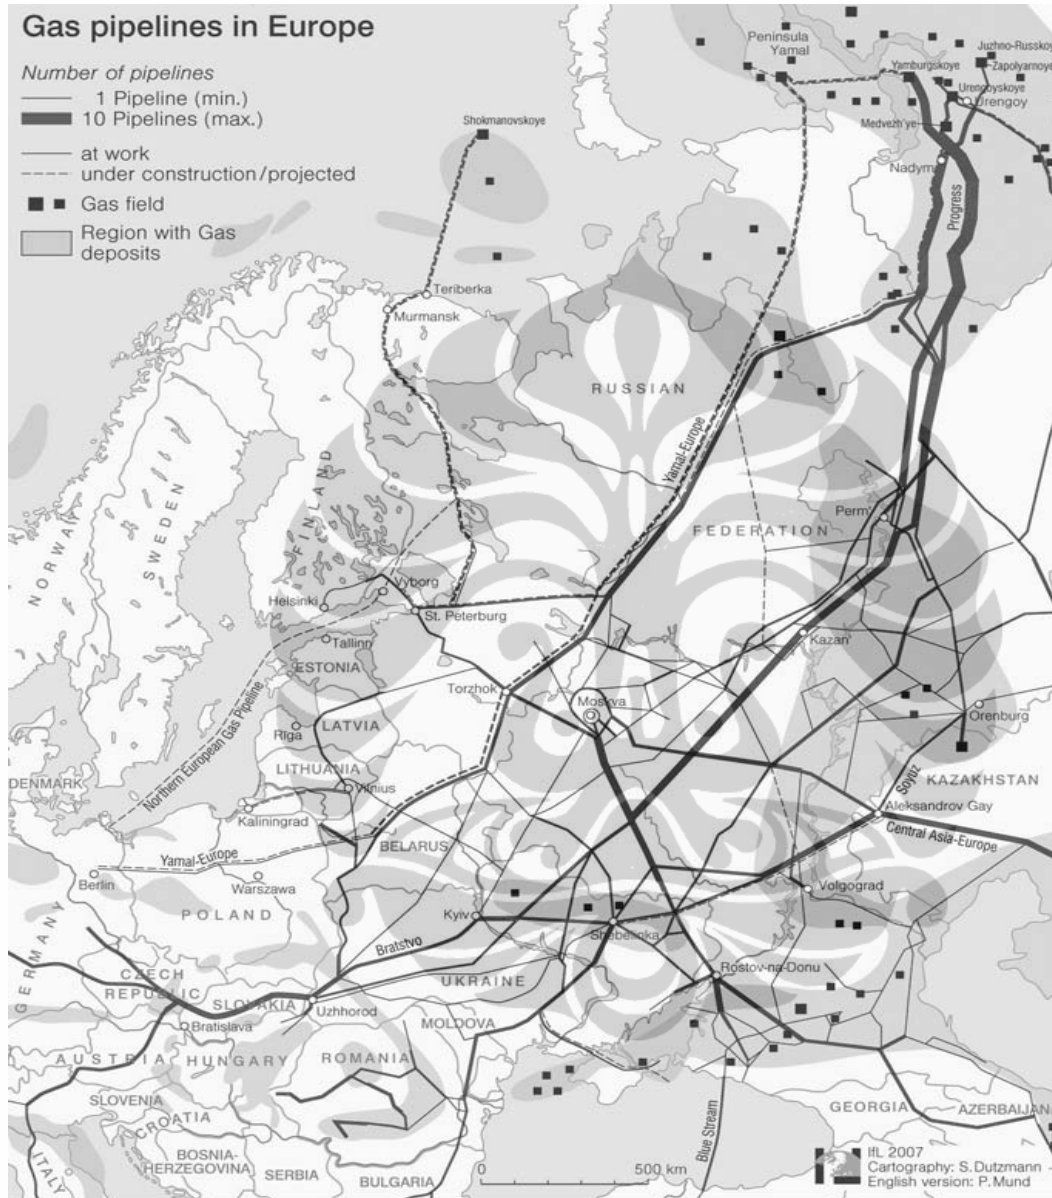 Gas pipelines in Europe
Number of pipelines
1 Pipeline (min.)
10 Pipelines (max.)
at work
under construction/projected
Gas field
Region with Gas
deposits
Peninsula
Yamal
Yamburgskoye
Juzhno-Russkoy
Zapolyarnoye
Urengoyskoye
Urengoy
Medvezh'ye
Nadym
Progress
Shokmanovskoye
Teriberka
Murmansk
RUSSIAN
Yamal-Europe
FEDERATION
Perm'
NORWAY
SWEDEN
FINLAND
Vyborg
Helsinki
St. Peterburg
Tallinn
Kazan'
ESTONIA
Torzhok
Moskva
Northern European Gas Pipeline
Riga
LATVIA
Orenburg
LITHUANIA
DENMARK
Vilnius
Soyuz
KAZAKHSTAN
Kaliningrad
Aleksandrov Gay
Central Asia-Europe
BELARUS
Yamal-Europe
Berlin
Warszawa
Volgograd
POLAND
Kyiv
Shebelinka
GERMANY
Bratstvo
CZECH
REPUBLIC
UKRAINE
Rostov-na-Donu
SLOVAKIA
Uzhhorod
Bratislava
MOLDOVA
AUSTRIA
HUNGARY
ROMANIA
SLOVENIA
CROATIA
GEORGIA
AZERBAIJAN
Blue Stream
ITALY
BOSNIA-
HERZEGOVINA
SERBIA
BULGARIA
0 500 km
IfL 2007
Cartography: S. Dutzmann
English version: P. Mund